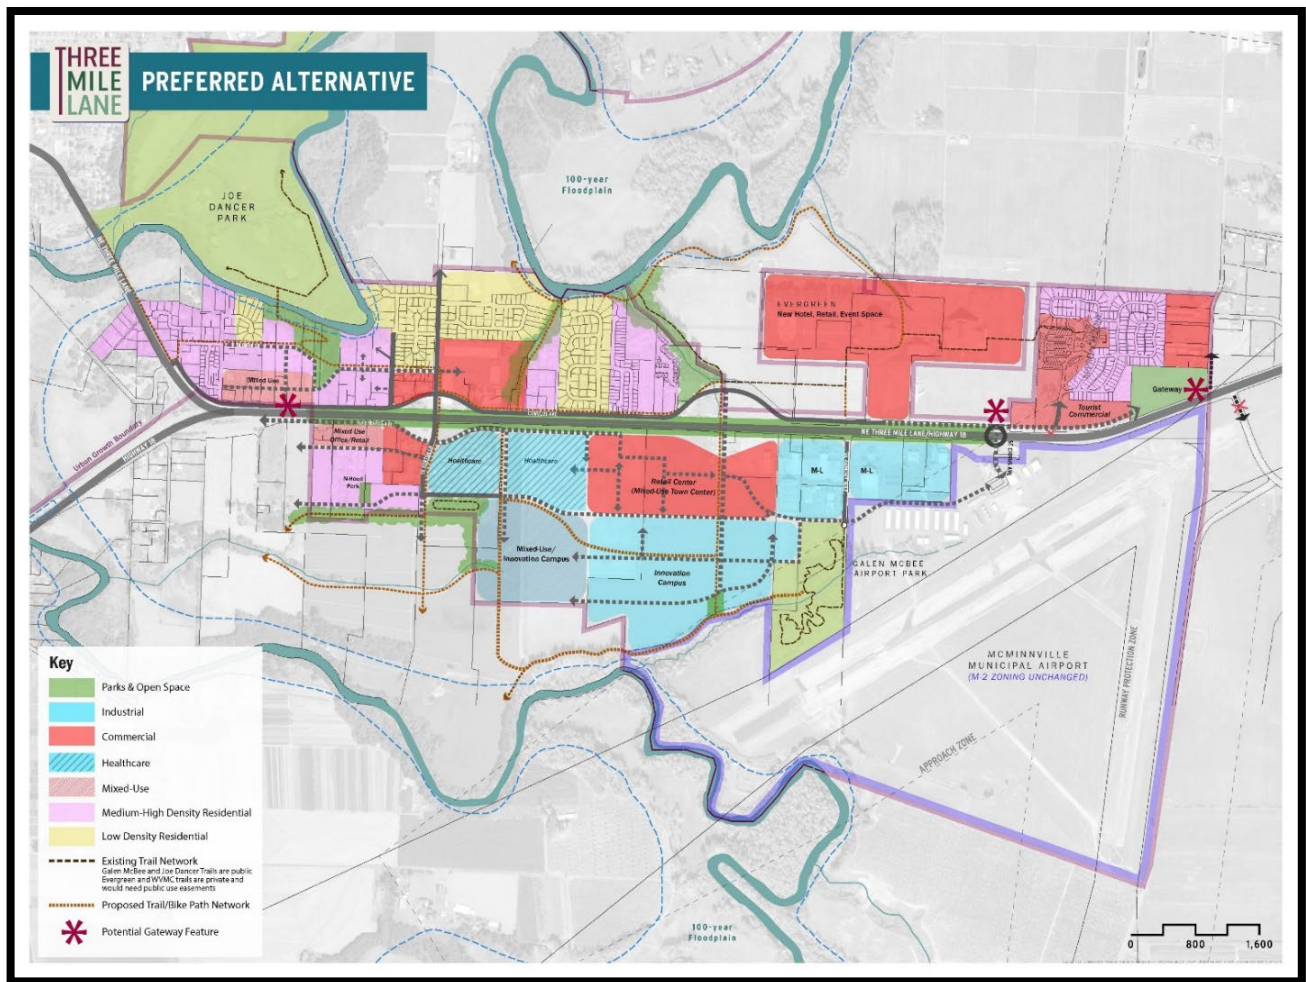 THREE
MILE
LANE
PREFERRED ALTERNATIVE
JOE
DANCER
PARK
100-year
Floodplain
EVERGREEN
New Hotel, Retail, Event Space
Mixed Use
Gateway
Tourist
Commercial
NE THREE MILE LANE/HIGHWAY 18
Urban Growth Boundary
HIGHWAY 18
Mixed Use
Office/Retail
Healthcare
Healthcare
M-L
M-L
N'Hood
Park
Retail Center
(Mixed-Use Town Center)
Mixed-Use/
Innovation Campus
Innovation
Campus
GALEN MCBEE
AIRPORT PARK
MCMINNVILLE
MUNICIPAL AIRPORT
(M-2 ZONING UNCHANGED)
RUNWAY PROTECTION ZONE
APPROACH ZONE
Key
Parks & Open Space
Industrial
Commercial
Healthcare
Mixed-Use
Medium-High Density Residential
Low Density Residential
Existing Trail Network
Galen McBee and Joe Dancer Trails are public
Evergreen and WVMC trails are private and
would need public use easements
Proposed Trail/Bike Path Network
Potential Gateway Feature
100-year
Floodplain
0 800 1,600